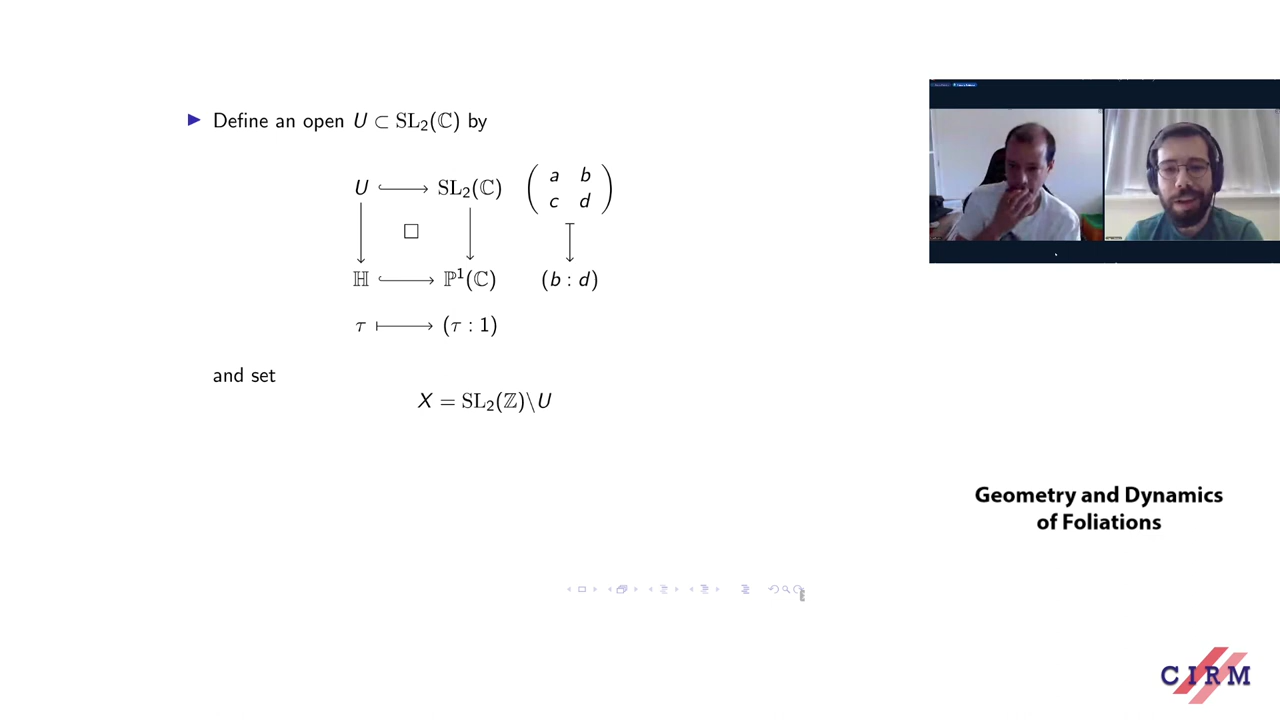 ▶ Define an open U ⊂ SL₂(ℂ) by
U ↪ SL₂(ℂ) ( a b
c d )
□
ℍ ↪ ℙ¹(ℂ) (b : d)
τ ⟼ (τ : 1)
and set
X = SL₂(ℤ)\U
Geometry and Dynamics
of Foliations
CIRM